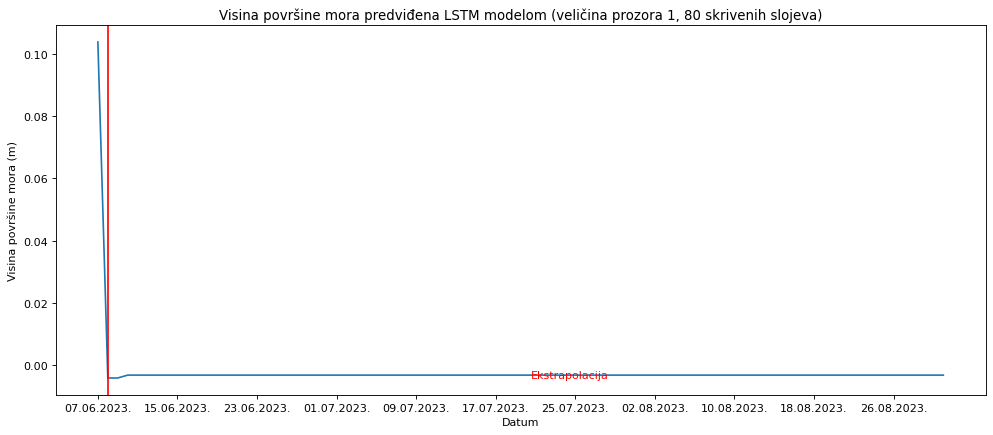 Visina površine mora predviđena LSTM modelom (veličina prozora 1, 80 skrivenih slojeva)
Visina površine mora (m)
0.10
0.08
0.06
0.04
0.02
0.00
Ekstrapolacija
07.06.2023. 15.06.2023. 23.06.2023. 01.07.2023. 09.07.2023. 17.07.2023. 25.07.2023. 02.08.2023. 10.08.2023. 18.08.2023. 26.08.2023.
Datum